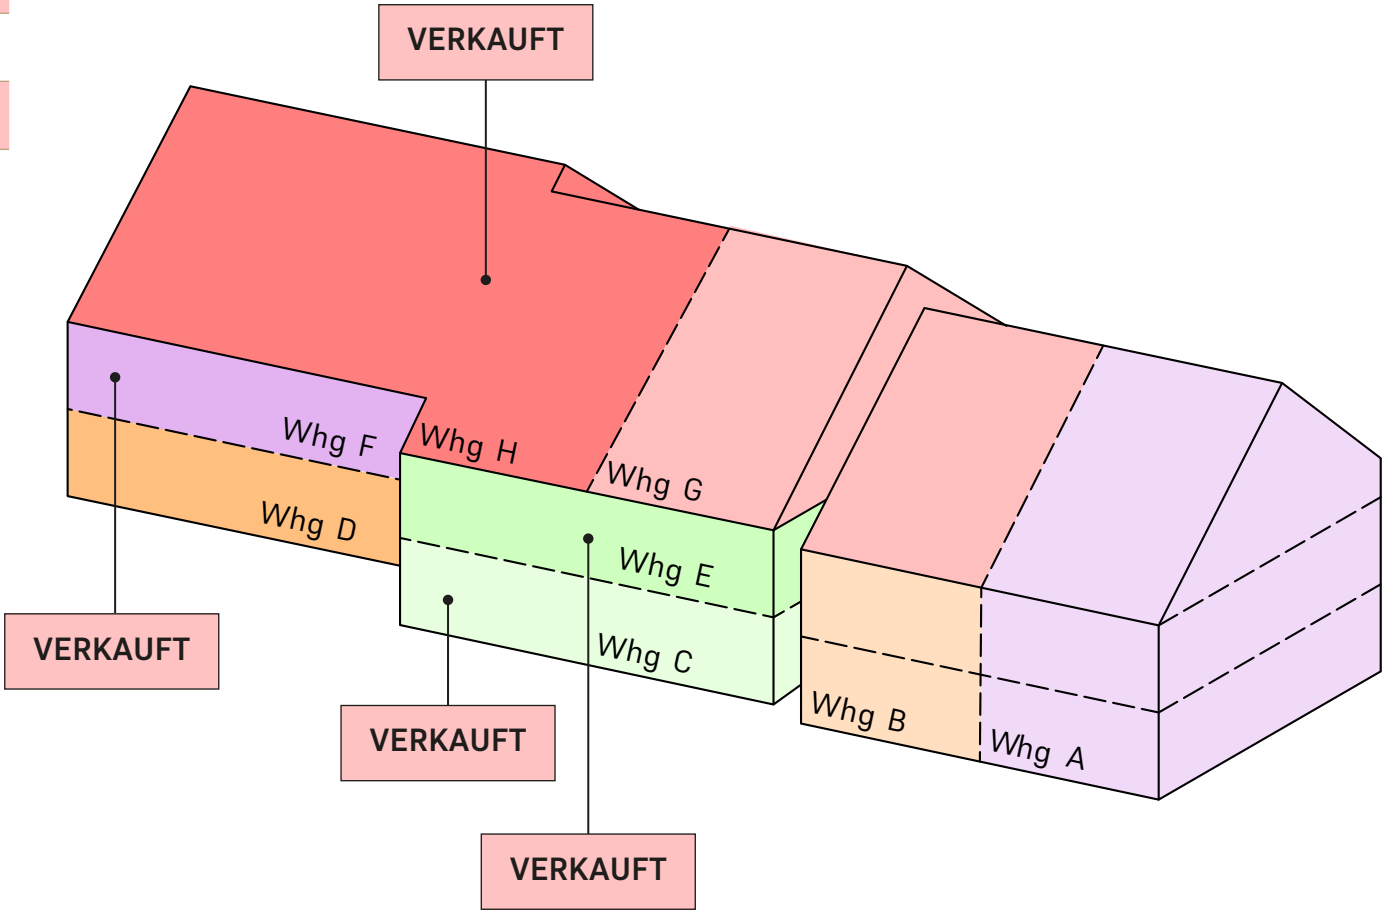 VERKAUFT
Whg F
Whg H
Whg G
Whg D
Whg E
Whg C
Whg B
Whg A
VERKAUFT
VERKAUFT
VERKAUFT